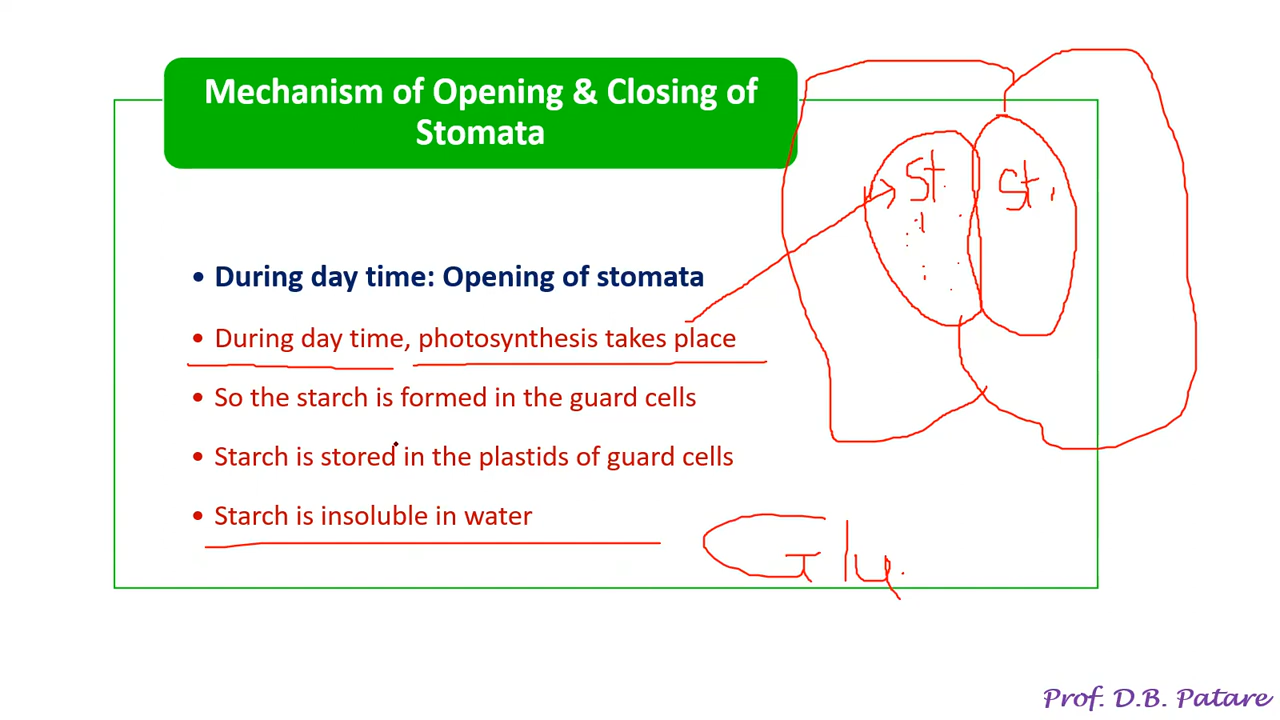 Mechanism of Opening & Closing of
Stomata
• During day time: Opening of stomata
• During day time, photosynthesis takes place
• So the starch is formed in the guard cells
• Starch is stored in the plastids of guard cells
• Starch is insoluble in water
St. St.
Glu.
Prof. D.B. Patare